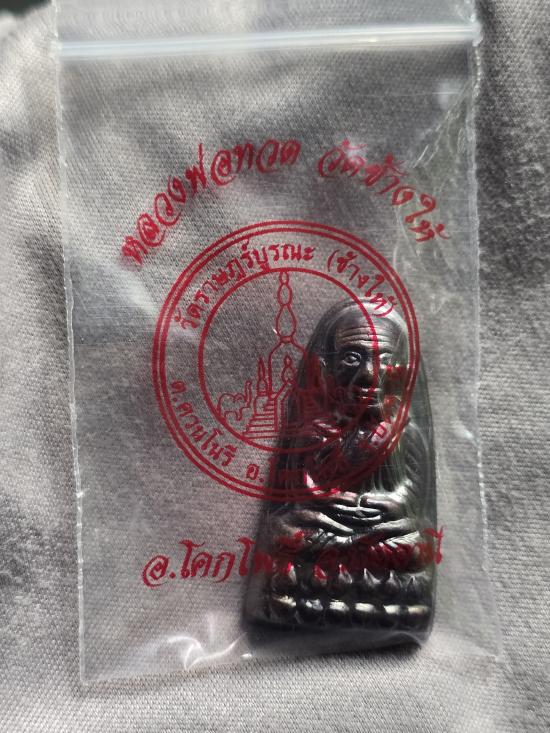 หลวงพ่อทวด วัดช้างให้
วัดราษฎร์บูรณะ (ช้างให้)
ต.ควนโนรี อ.
อ.โคกโพธิ์